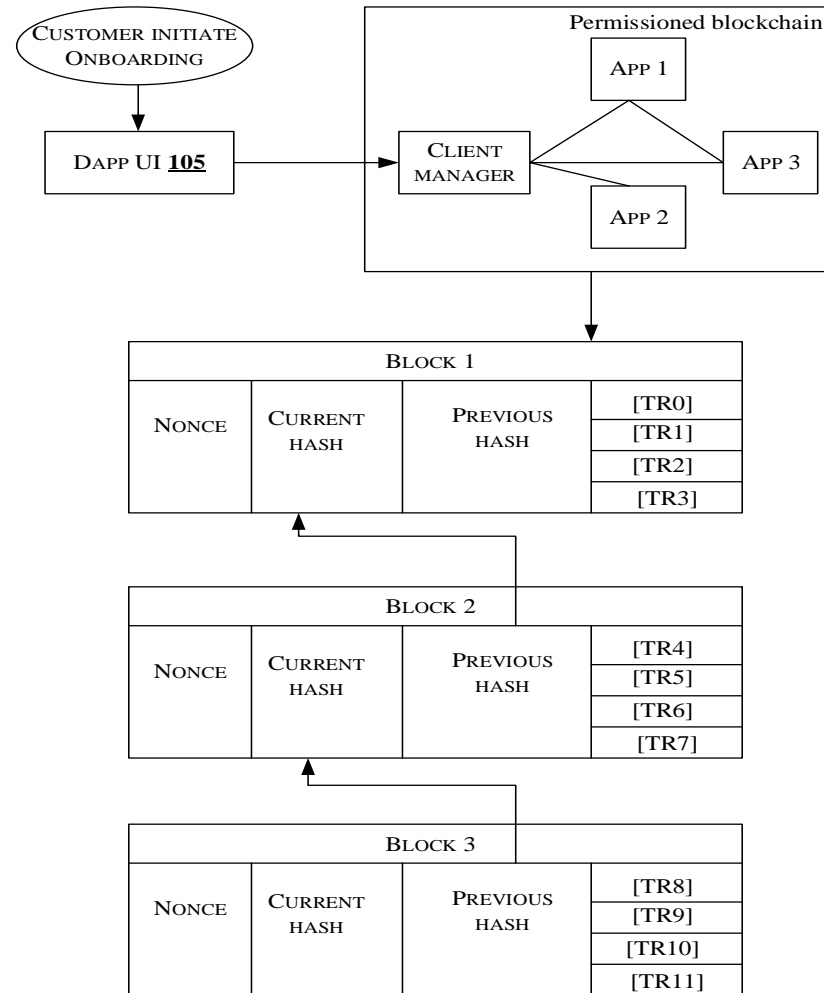 CUSTOMER INITIATE
ONBOARDING
DAPP UI 105
Permissioned blockchain
APP 1
CLIENT
MANAGER
APP 3
APP 2
BLOCK 1
NONCE
CURRENT
HASH
PREVIOUS
HASH
[TR0]
[TR1]
[TR2]
[TR3]
BLOCK 2
NONCE
CURRENT
HASH
PREVIOUS
HASH
[TR4]
[TR5]
[TR6]
[TR7]
BLOCK 3
NONCE
CURRENT
HASH
PREVIOUS
HASH
[TR8]
[TR9]
[TR10]
[TR11]